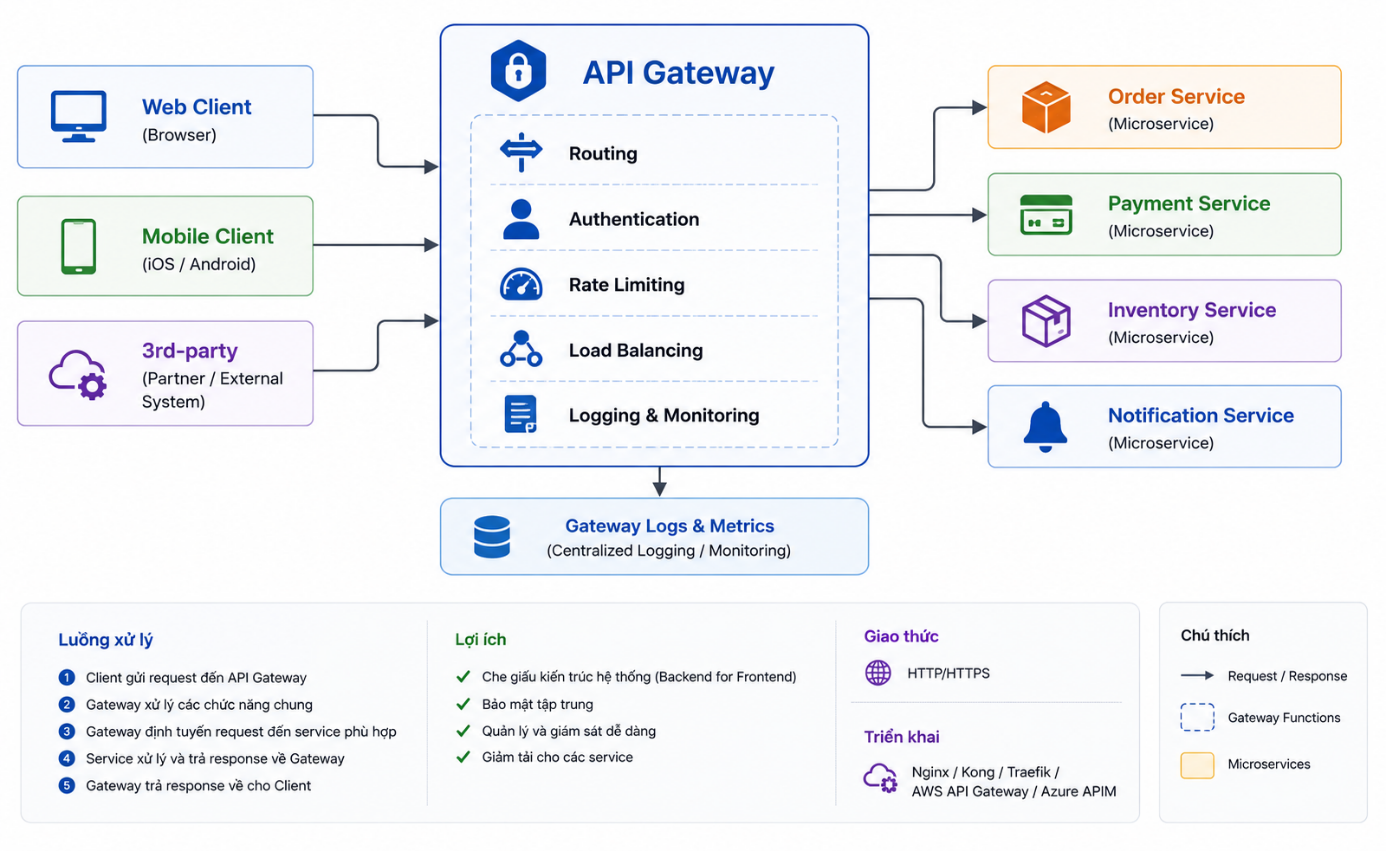 API Gateway
Web Client
(Browser)
Mobile Client
(iOS / Android)
3rd-party
(Partner / External
System)
Routing
Authentication
Rate Limiting
Load Balancing
Logging & Monitoring
Order Service
(Microservice)
Payment Service
(Microservice)
Inventory Service
(Microservice)
Notification Service
(Microservice)
Gateway Logs & Metrics
(Centralized Logging / Monitoring)
Luồng xử lý
1 Client gửi request đến API Gateway
2 Gateway xử lý các chức năng chung
3 Gateway định tuyến request đến service phù hợp
4 Service xử lý và trả response về Gateway
5 Gateway trả response về cho Client
Lợi ích
Che giấu kiến trúc hệ thống (Backend for Frontend)
Bảo mật tập trung
Quản lý và giám sát dễ dàng
Giảm tải cho các service
Giao thức
HTTP/HTTPS
Triển khai
Nginx / Kong / Traefik /
AWS API Gateway / Azure APIM
Chú thích
Request / Response
Gateway Functions
Microservices